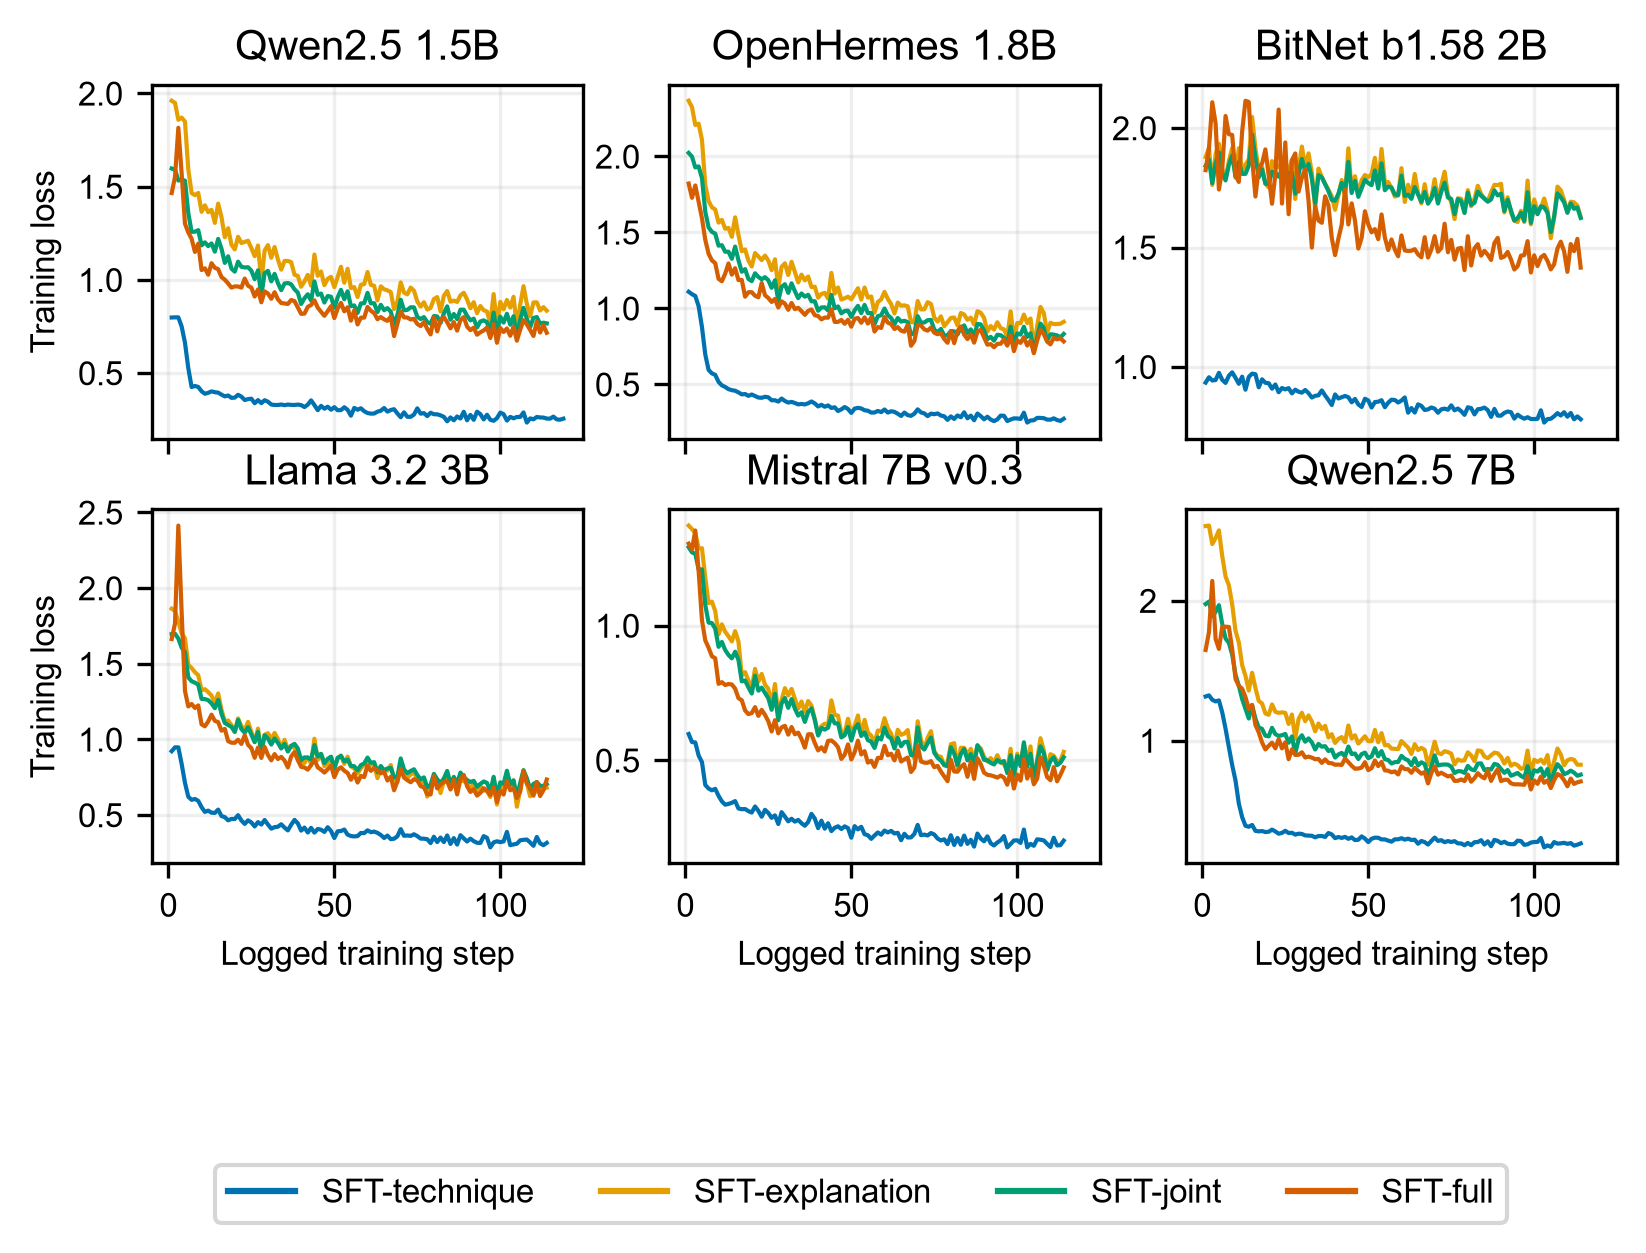 Qwen2.5 1.5B
OpenHermes 1.8B
BitNet b1.58 2B
Training loss
2.0
1.5
1.0
0.5
2.0
1.5
1.0
0.5
2.0
1.5
1.0
Llama 3.2 3B
Mistral 7B v0.3
Qwen2.5 7B
Training loss
2.5
2.0
1.5
1.0
0.5
1.0
0.5
2
1
0 50 100
0 50 100
0 50 100
Logged training step
Logged training step
Logged training step
SFT-technique SFT-explanation SFT-joint SFT-full